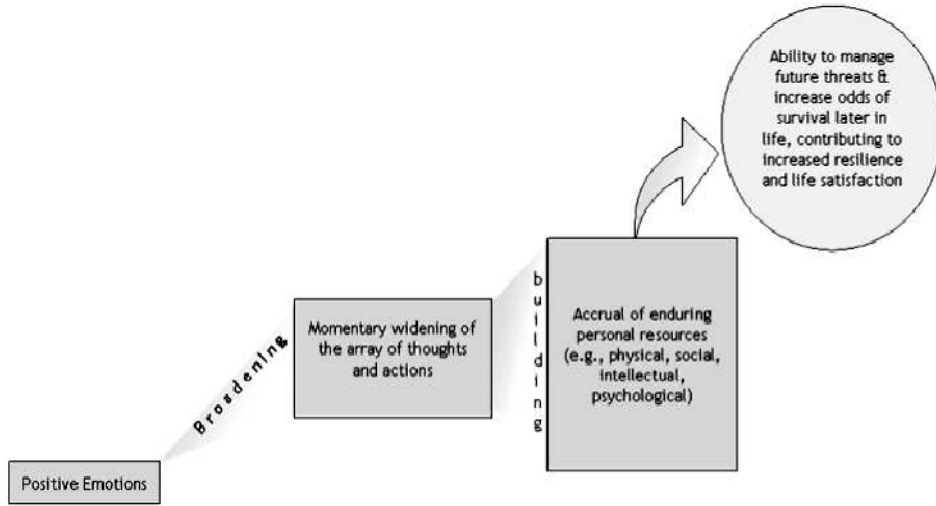 Ability to manage
future threats &
increase odds of
survival later in
life, contributing to
increased resilience
and life satisfaction
building
Accrual of enduring
personal resources
(e.g., physical, social,
intellectual,
psychological)
Momentary widening of
the array of thoughts
and actions
Broadening
Positive Emotions